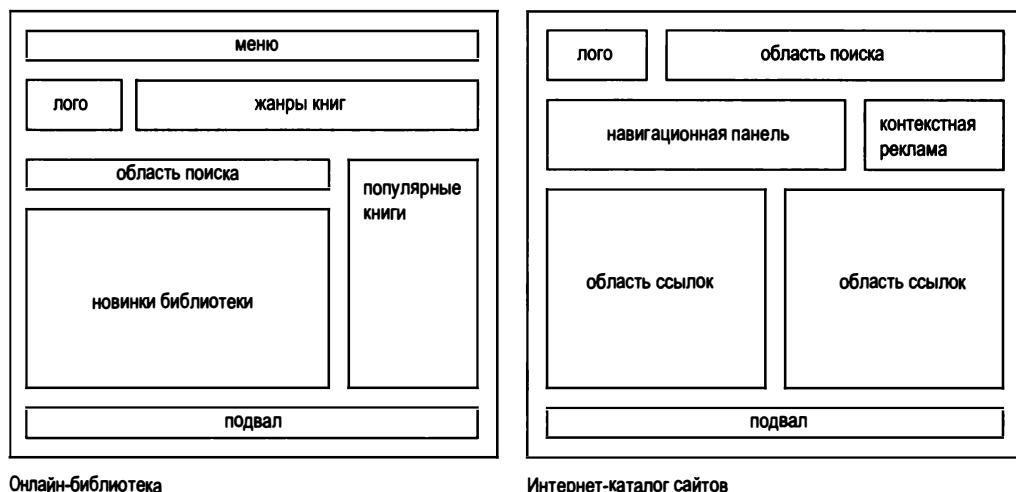 меню
лого
жанры книг
область поиска
популярные
книги
новинки библиотеки
подвал
Онлайн-библиотека
лого
область поиска
навигационная панель
контекстная
реклама
область ссылок
область ссылок
подвал
Интернет-каталог сайтов